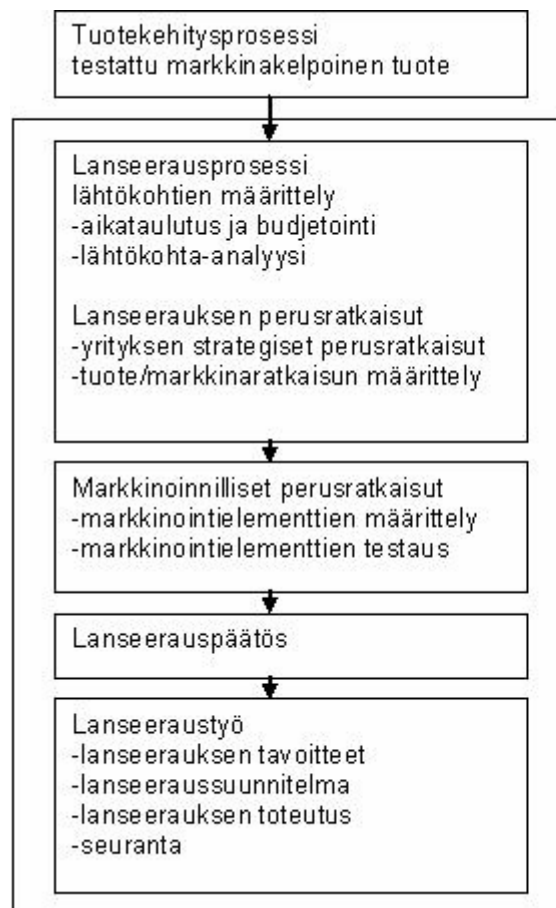 Tuotekehitysprosessi
testattu markkinakelpoinen tuote
Lanseerausprosessi
lähtökohtien määrittely
-aikataulutus ja budjetointi
-lähtökohta-analyysi
Lanseerauksen perusratkaisut
-yrityksen strategiset perusratkaisut
-tuote/markkinaratkaisun määrittely
Markkinoinnilliset perusratkaisut
-markkinointielementtien määrittely
-markkinointielementtien testaus
Lanseerauspäätös
Lanseeraustyö
-lanseerauksen tavoitteet
-lanseeraussuunnitelma
-lanseerauksen toteutus
-seuranta